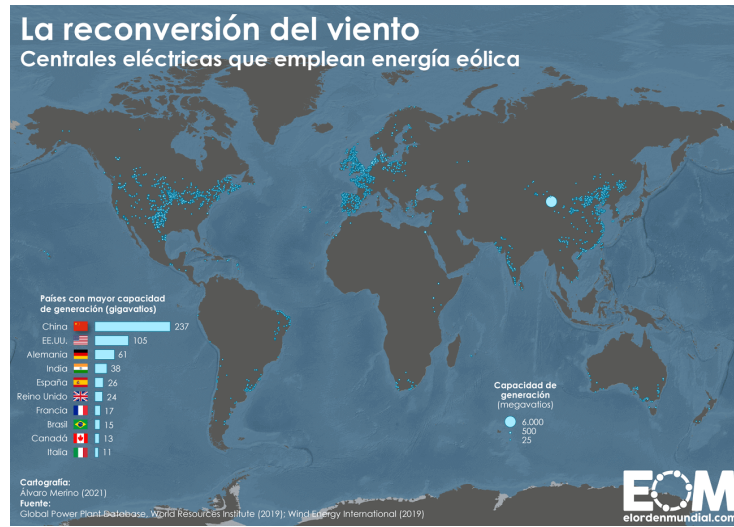 La reconversión del viento
Centrales eléctricas que emplean energía eólica
Países con mayor capacidad
de generación (gigavatios)
China 237
EE.UU. 105
Alemania 61
India 38
España 26
Reino Unido 24
Francia 17
Brasil 15
Canadá 13
Italia 11
Capacidad de
generación
(megavatios)
6.000
500
25
Cartografía:
Álvaro Merino (2021)
Fuente:
Global Power Plant Database, World Resources Institute (2019); Wind Energy International (2019)
EOM
elordenmundial.com